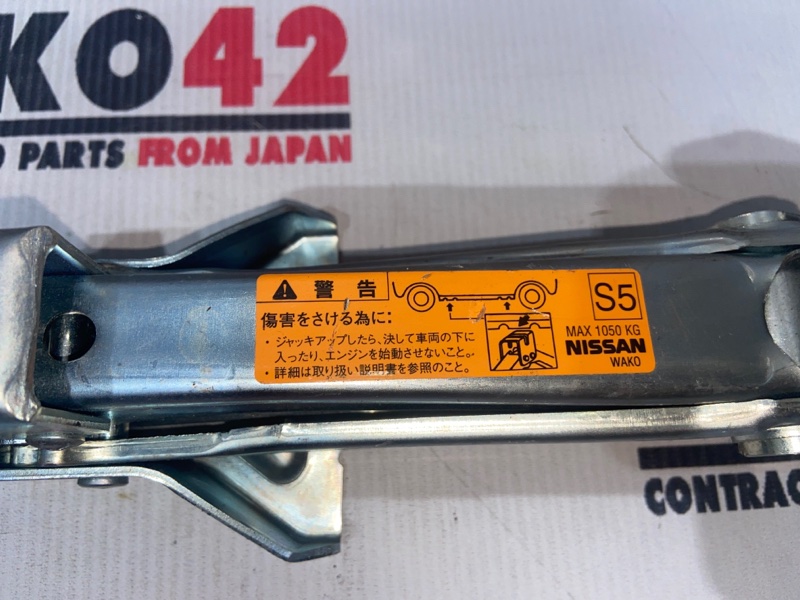 KO42
PARTS FROM JAPAN
警告
傷害をさける為に:
・ジャッキアップしたら、決して車両の下に
入ったり、エンジンを始動させないこと。
・詳細は取り扱い説明書を参照のこと。
S5
MAX 1050 KG
NISSAN
WAKO
CONTRAC